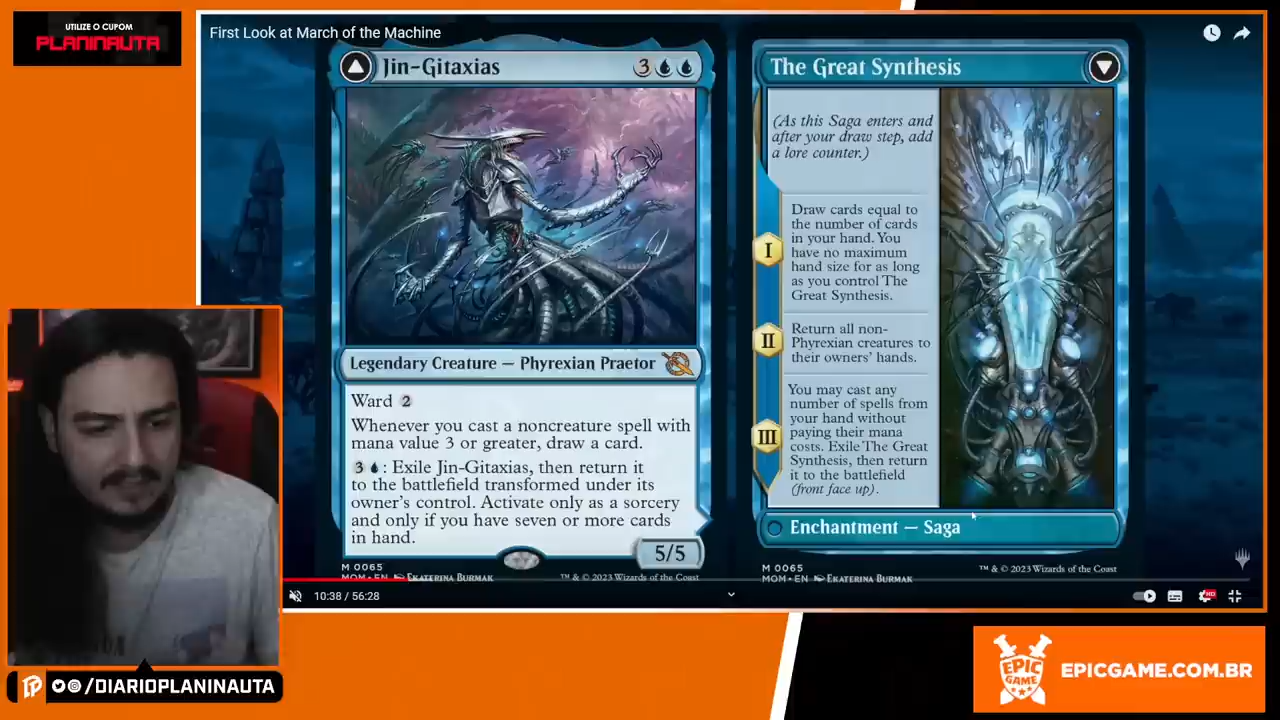 UTILIZE O CUPOM
PLANINAUTA
First Look at March of the Machine
Jin-Gitaxias
3
Legendary Creature — Phyrexian Praetor
Ward 2
Whenever you cast a noncreature spell with
mana value 3 or greater, draw a card.
3 : Exile Jin-Gitaxias, then return it
to the battlefield transformed under its
owner's control. Activate only as a sorcery
and only if you have seven or more cards
in hand.
5/5
M 0065
MOM • EN EKATERINA BURMAK
™ & © 2023 Wizards of the Coast
The Great Synthesis
(As this Saga enters and
after your draw step, add
a lore counter.)
I
Draw cards equal to
the number of cards
in your hand. You
have no maximum
hand size for as long
as you control The
Great Synthesis.
II
Return all non-
Phyrexian creatures to
their owners' hands.
III
You may cast any
number of spells from
your hand without
paying their mana
costs. Exile The Great
Synthesis, then return
it to the battlefield
(front face up).
Enchantment — Saga
M 0065
MOM • EN EKATERINA BURMAK
™ & © 2023 Wizards of the Coast
10:38 / 56:28
HD
/DIARIOPLANINAUTA
EPIC
GAME
EPICGAME.COM.BR